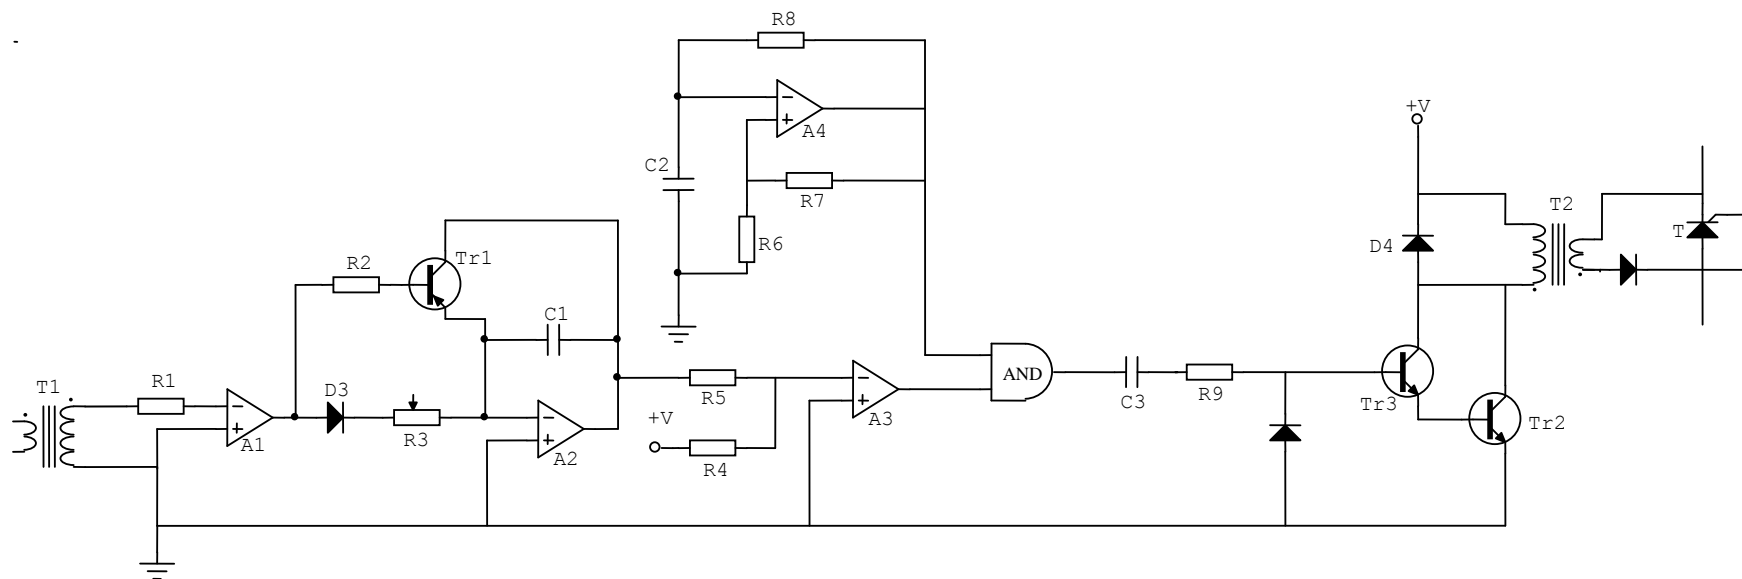 R8
A4
+V
C2
R7
T2
R6
D4
T
R2
Tr1
C1
T1
R1
D3
R5
AND
+V
A3
C3
R9
Tr3
A1
R3
A2
R4
Tr2